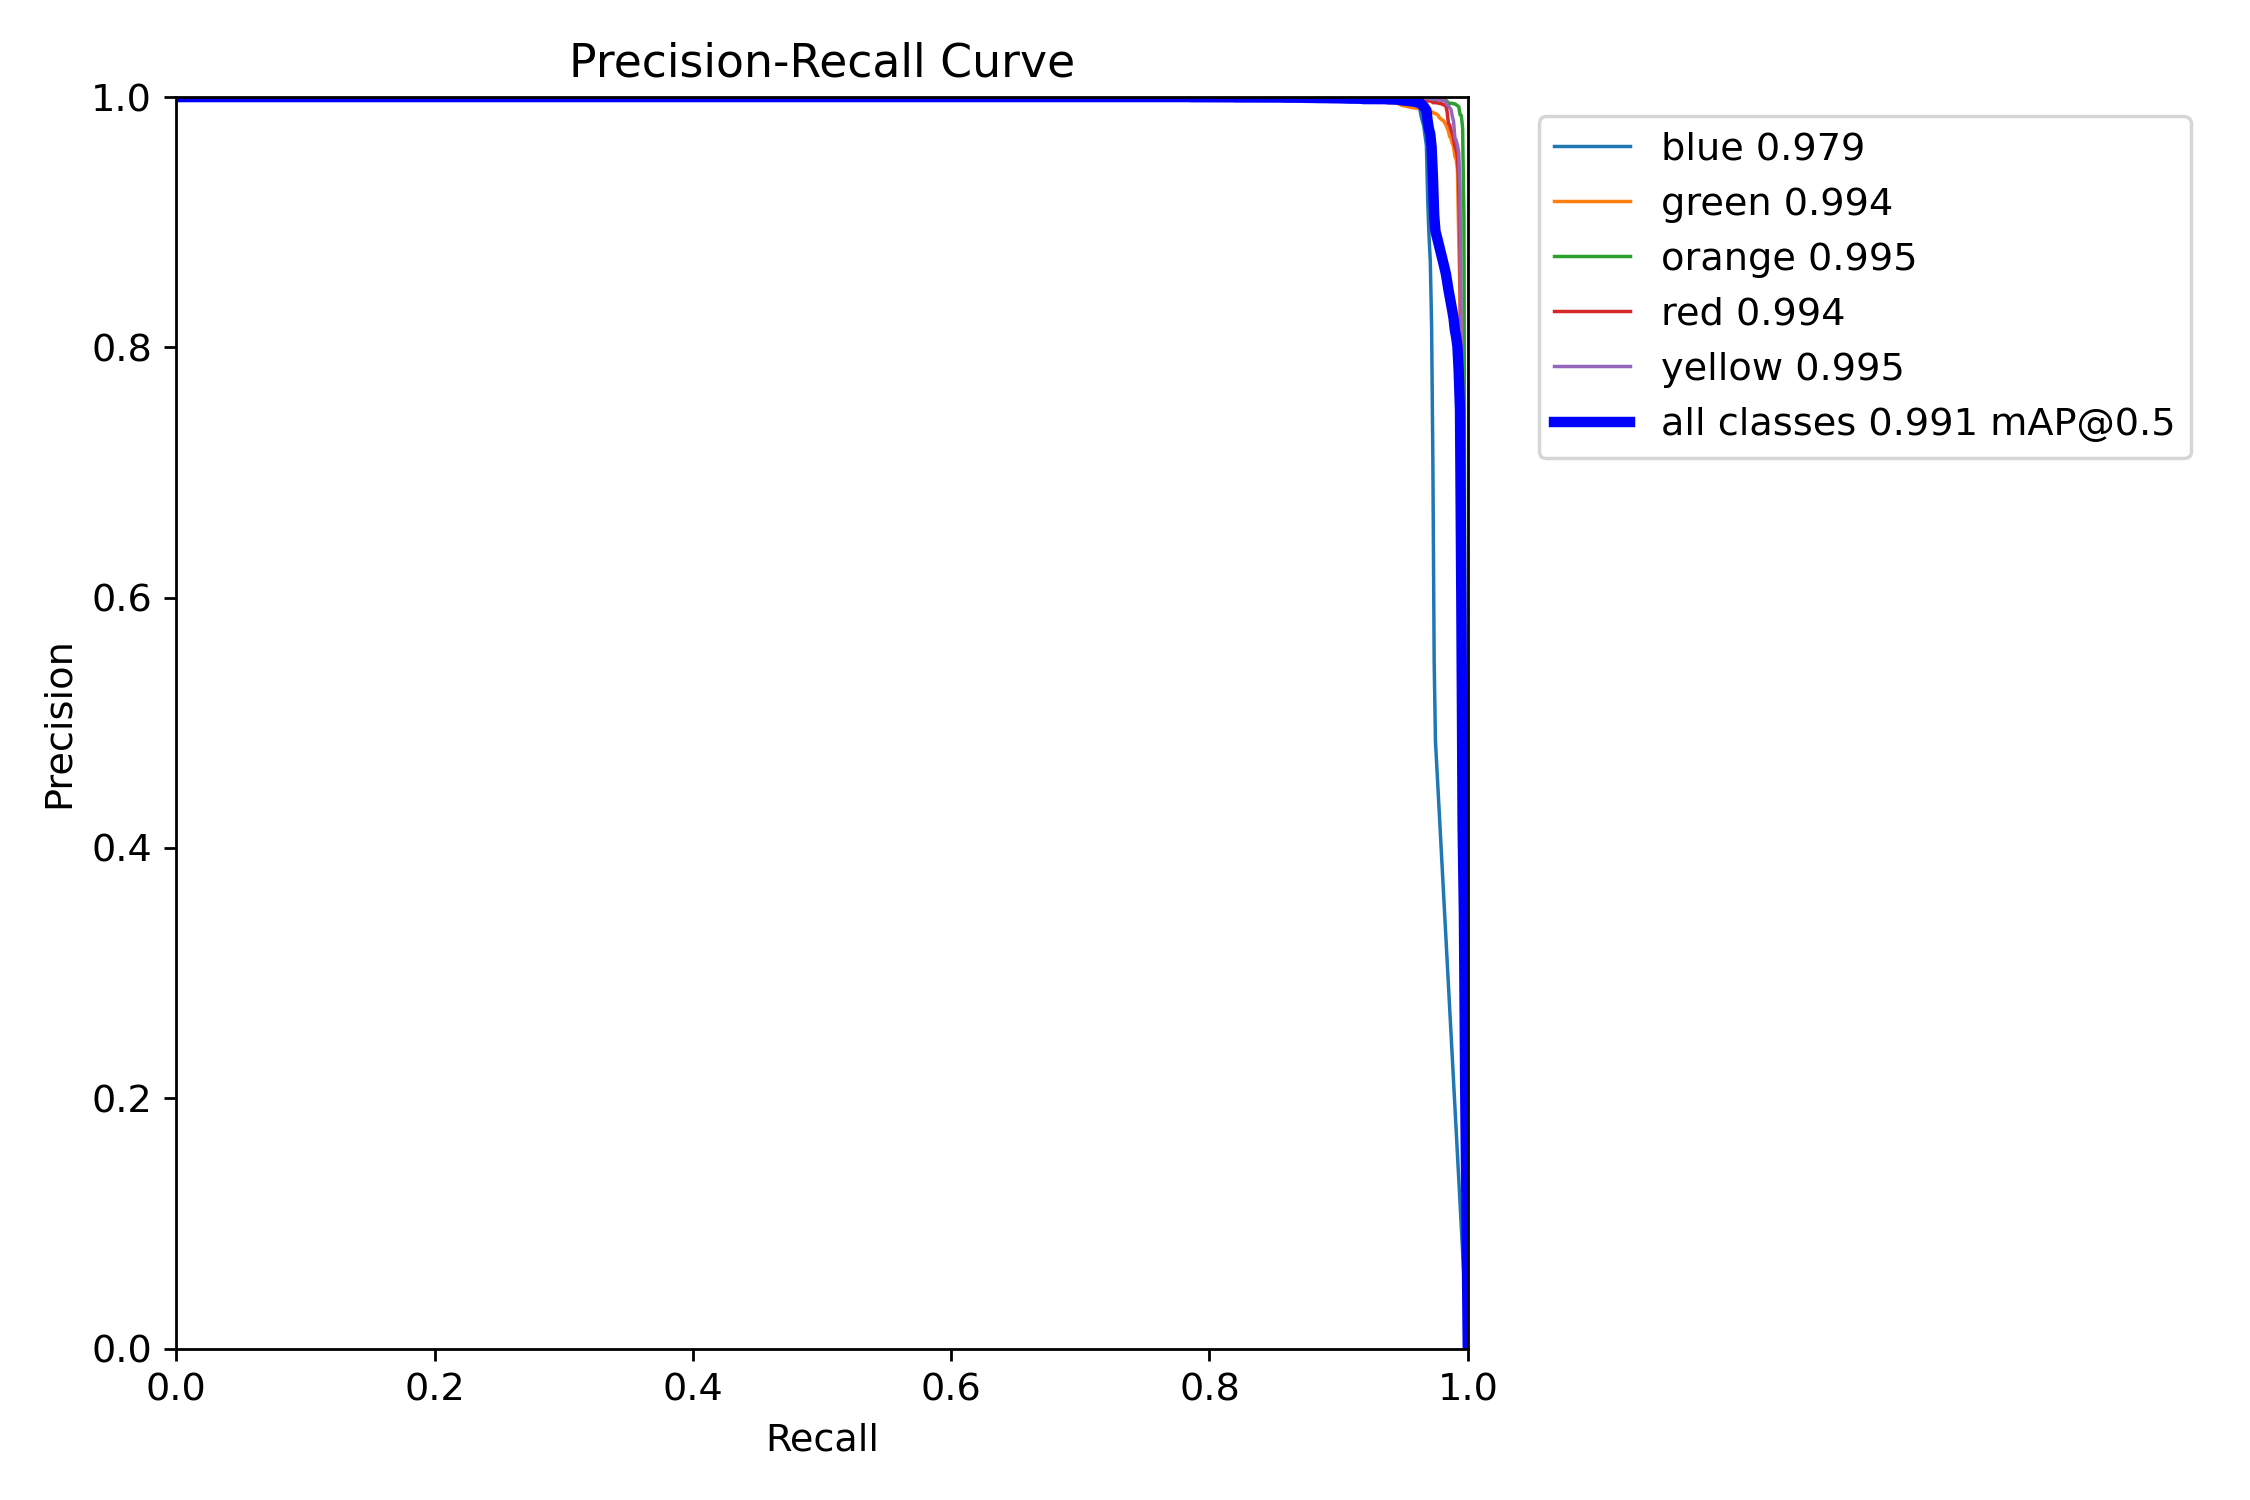 Precision-Recall Curve
1.0
0.8
0.6
0.4
0.2
0.0
Precision
0.0 0.2 0.4 0.6 0.8 1.0
Recall
blue 0.979
green 0.994
orange 0.995
red 0.994
yellow 0.995
all classes 0.991 mAP@0.5